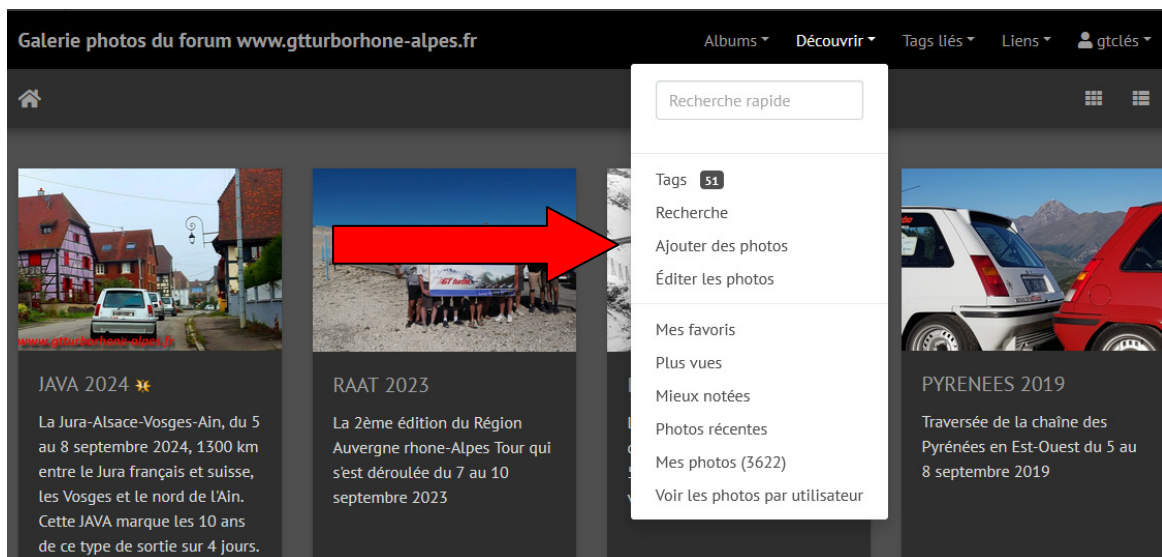 Galerie photos du forum www.gtturborhone-alpes.fr
Albums Découvrir Tags liés Liens gtclés
Recherche rapide
Tags 51
Recherche
Ajouter des photos
Éditer les photos
Mes favoris
Plus vues
Mieux notées
Photos récentes
Mes photos (3622)
Voir les photos par utilisateur
www.gtturborhone-alpes.fr
JAVA 2024
La Jura-Alsace-Vosges-Ain, du 5
au 8 septembre 2024, 1300 km
entre le Jura français et suisse,
les Vosges et le nord de l'Ain.
Cette JAVA marque les 10 ans
de ce type de sortie sur 4 jours.
GT turbo
RAAT 2023
La 2ème édition du Région
Auvergne rhone-Alpes Tour qui
s'est déroulée du 7 au 10
septembre 2023
PYRENEES 2019
Traversée de la chaîne des
Pyrénées en Est-Ouest du 5 au
8 septembre 2019